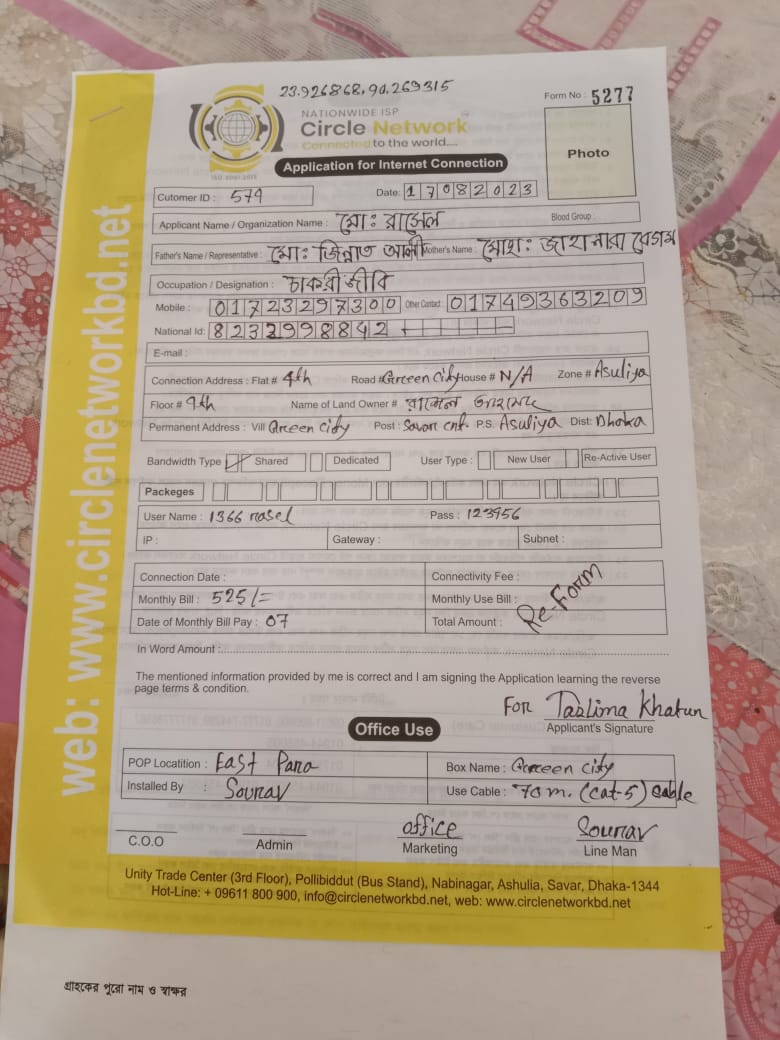 23.926868,90.269315
Form No : 5277
NATIONWIDE ISP
Circle Network
Connected to the world....
ISO 9001:2015
Application for Internet Connection
Photo
Cutomer ID : 579
Date: 17082023
Applicant Name / Organization Name : মোঃ রাসেল Blood Group :
Father's Name / Representative : মোঃ জিন্নাত আলী Mother's Name : মোছাঃ জাহানারা বেগম
Occupation / Designation : চাকরীজীবি
Mobile : 01723297300 Other Contact : 01749363209
National Id: 8232998842
E-mail :
Connection Address : Flat # 4th Road # Green City House # N/A Zone # Asuliya
Floor # 9th Name of Land Owner # রাসেল আহামেদ
Permanent Address : Vill Green city Post : Savar cnt. P.S. Asuliya Dist: Dhaka
Bandwidth Type Shared Dedicated User Type : New User Re-Active User
Packeges
User Name : 1366 rasel Pass : 123456
IP : Gateway : Subnet :
Connection Date : Connectivity Fee :
Monthly Bill : 525/= Monthly Use Bill :
Date of Monthly Bill Pay : 07 Total Amount :
Re-Form
In Word Amount :
The mentioned information provided by me is correct and I am signing the Application learning the reverse
page terms & condition.
For Taslima Khatun
Applicant's Signature
Office Use
POP Locatition : East Para Box Name : Green city
Installed By : Sourav Use Cable : 70 m. (cat-5) cable
office Sourav
C.O.O Admin Marketing Line Man
Unity Trade Center (3rd Floor), Pollibiddut (Bus Stand), Nabinagar, Ashulia, Savar, Dhaka-1344
Hot-Line: + 09611 800 900, info@circlenetworkbd.net, web: www.circlenetworkbd.net
web: www.circlenetworkbd.net
গ্রাহকের পুরো নাম ও স্বাক্ষর